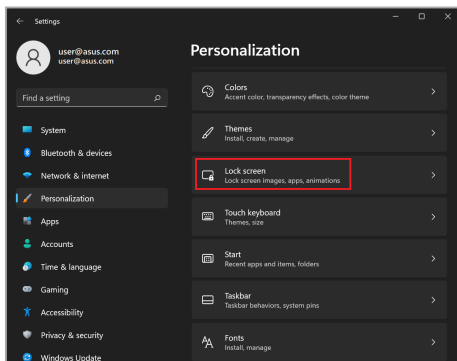 Settings
user@asus.com
user@asus.com
Find a setting
System
Bluetooth & devices
Network & internet
Personalization
Apps
Accounts
Time & language
Gaming
Accessibility
Privacy & security
Windows Update
Personalization
Colors
Accent color, transparency effects, color theme
Themes
Install, create, manage
Lock screen
Lock screen images, apps, animations
Touch keyboard
Themes, size
Start
Recent apps and items, folders
Taskbar
Taskbar behaviors, system pins
Fonts
Install, manage